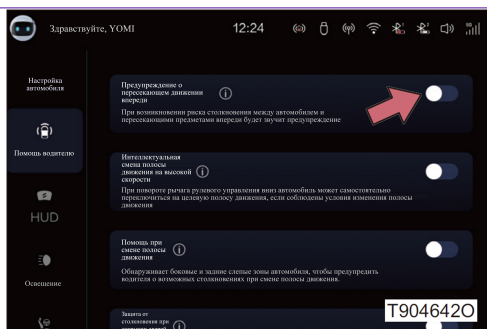 Здравствуйте, YOMI
12:24
Настройка
автомобиля
Помощь водителю
HUD
Освещение
Предупреждение о
пересекающем движении
впереди
При возникновении риска столкновения между автомобилем и
пересекающими предметами впереди будет звучит предупреждение
Интеллектуальная
смена полосы
движения на высокой
скорости
При повороте рычага рулевого управления вниз автомобиль может самостоятельно
переключиться на целевую полосу движения, если соблюдены условия изменения полосы
движения
Помощь при
смене полосы
движения
Обнаруживает боковые и задние слепые зоны автомобиля, чтобы предупредить
водителя о возможных столкновениях при смене полосы движения.
Защита от
столкновения при
T904642O